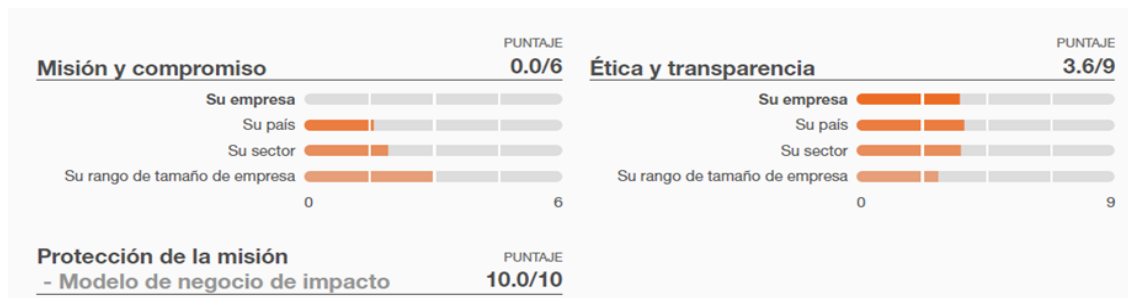 PUNTAJE
Misión y compromiso 0.0/6
Su empresa
Su país
Su sector
Su rango de tamaño de empresa
0 6
PUNTAJE
Ética y transparencia 3.6/9
Su empresa
Su país
Su sector
Su rango de tamaño de empresa
0 9
Protección de la misión PUNTAJE
- Modelo de negocio de impacto 10.0/10